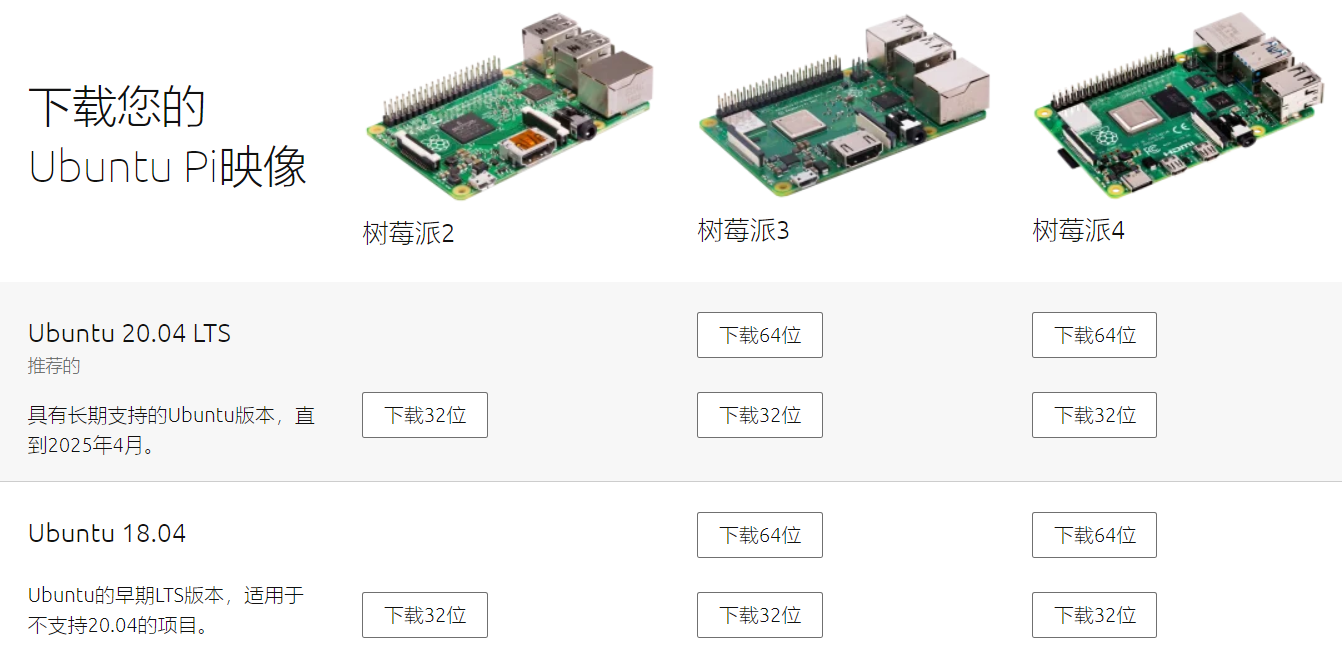 下载您的
Ubuntu Pi映像
树莓派2
树莓派3
树莓派4
Ubuntu 20.04 LTS
推荐的
具有长期支持的Ubuntu版本，直
到2025年4月。
下载64位
下载64位
下载32位
下载32位
下载32位
Ubuntu 18.04
Ubuntu的早期LTS版本，适用于
不支持20.04的项目。
下载64位
下载64位
下载32位
下载32位
下载32位